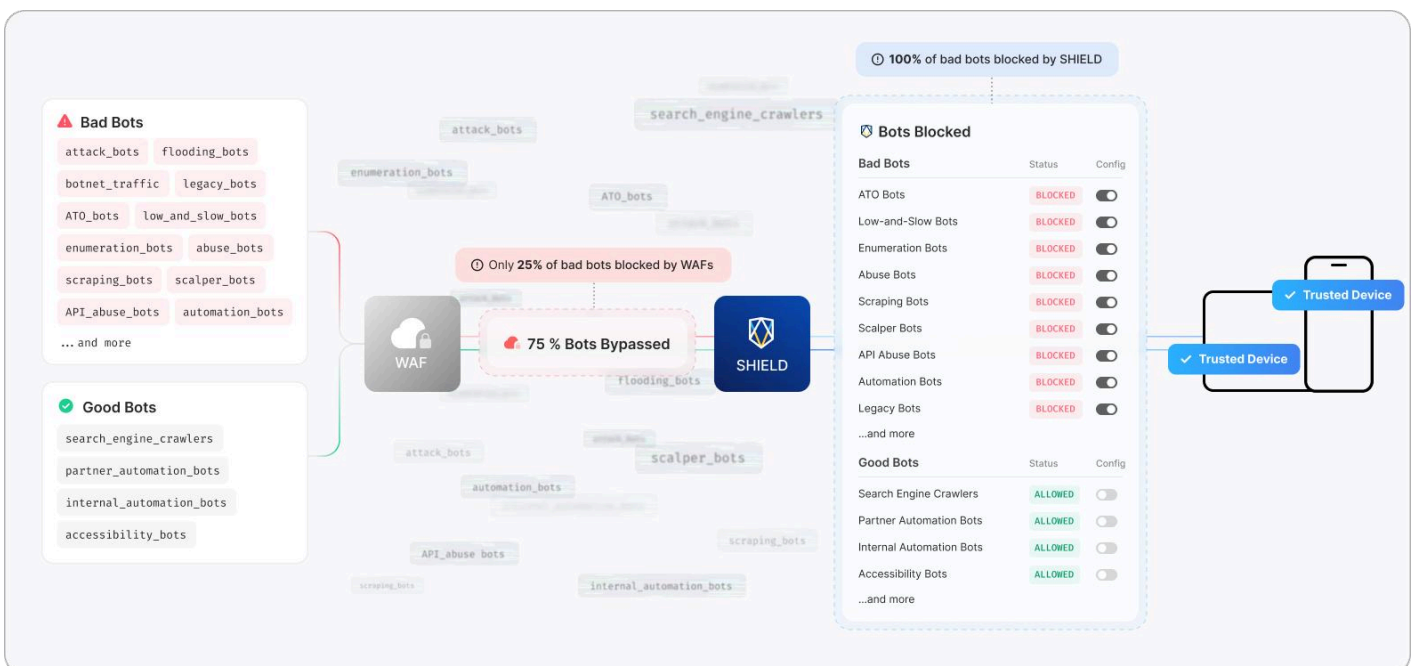 100% of bad bots blocked by SHIELD
Bad Bots
attack_bots flooding_bots
botnet_traffic legacy_bots
ATO_bots low_and_slow_bots
enumeration_bots abuse_bots
scraping_bots scalper_bots
API_abuse_bots automation_bots
... and more
Good Bots
search_engine_crawlers
partner_automation_bots
internal_automation_bots
accessibility_bots
search_engine_crawlers
attack_bots
enumeration_bots
ATO_bots
Only 25% of bad bots blocked by WAFs
WAF
75 % Bots Bypassed
SHIELD
flooding_bots
attack_bots
scalper_bots
automation_bots
scraping_bots
API_abuse bots
scraping_bots
internal_automation_bots
Bots Blocked
Bad Bots Status Config
ATO Bots BLOCKED
Low-and-Slow Bots BLOCKED
Enumeration Bots BLOCKED
Abuse Bots BLOCKED
Scraping Bots BLOCKED
Scalper Bots BLOCKED
API Abuse Bots BLOCKED
Automation Bots BLOCKED
Legacy Bots BLOCKED
...and more
Good Bots Status Config
Search Engine Crawlers ALLOWED
Partner Automation Bots ALLOWED
Internal Automation Bots ALLOWED
Accessibility Bots ALLOWED
...and more
Trusted Device
Trusted Device